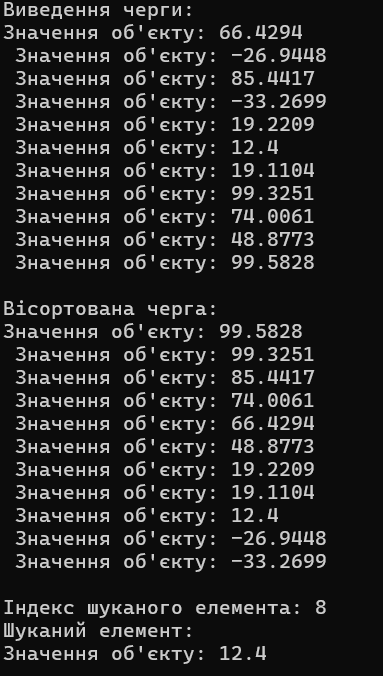 Виведення черги:
Значення об'єкту: 66.4294
Значення об'єкту: -26.9448
Значення об'єкту: 85.4417
Значення об'єкту: -33.2699
Значення об'єкту: 19.2209
Значення об'єкту: 12.4
Значення об'єкту: 19.1104
Значення об'єкту: 99.3251
Значення об'єкту: 74.0061
Значення об'єкту: 48.8773
Значення об'єкту: 99.5828
Вісортована черга:
Значення об'єкту: 99.5828
Значення об'єкту: 99.3251
Значення об'єкту: 85.4417
Значення об'єкту: 74.0061
Значення об'єкту: 66.4294
Значення об'єкту: 48.8773
Значення об'єкту: 19.2209
Значення об'єкту: 19.1104
Значення об'єкту: 12.4
Значення об'єкту: -26.9448
Значення об'єкту: -33.2699
Індекс шуканого елемента: 8
Шуканий елемент:
Значення об'єкту: 12.4